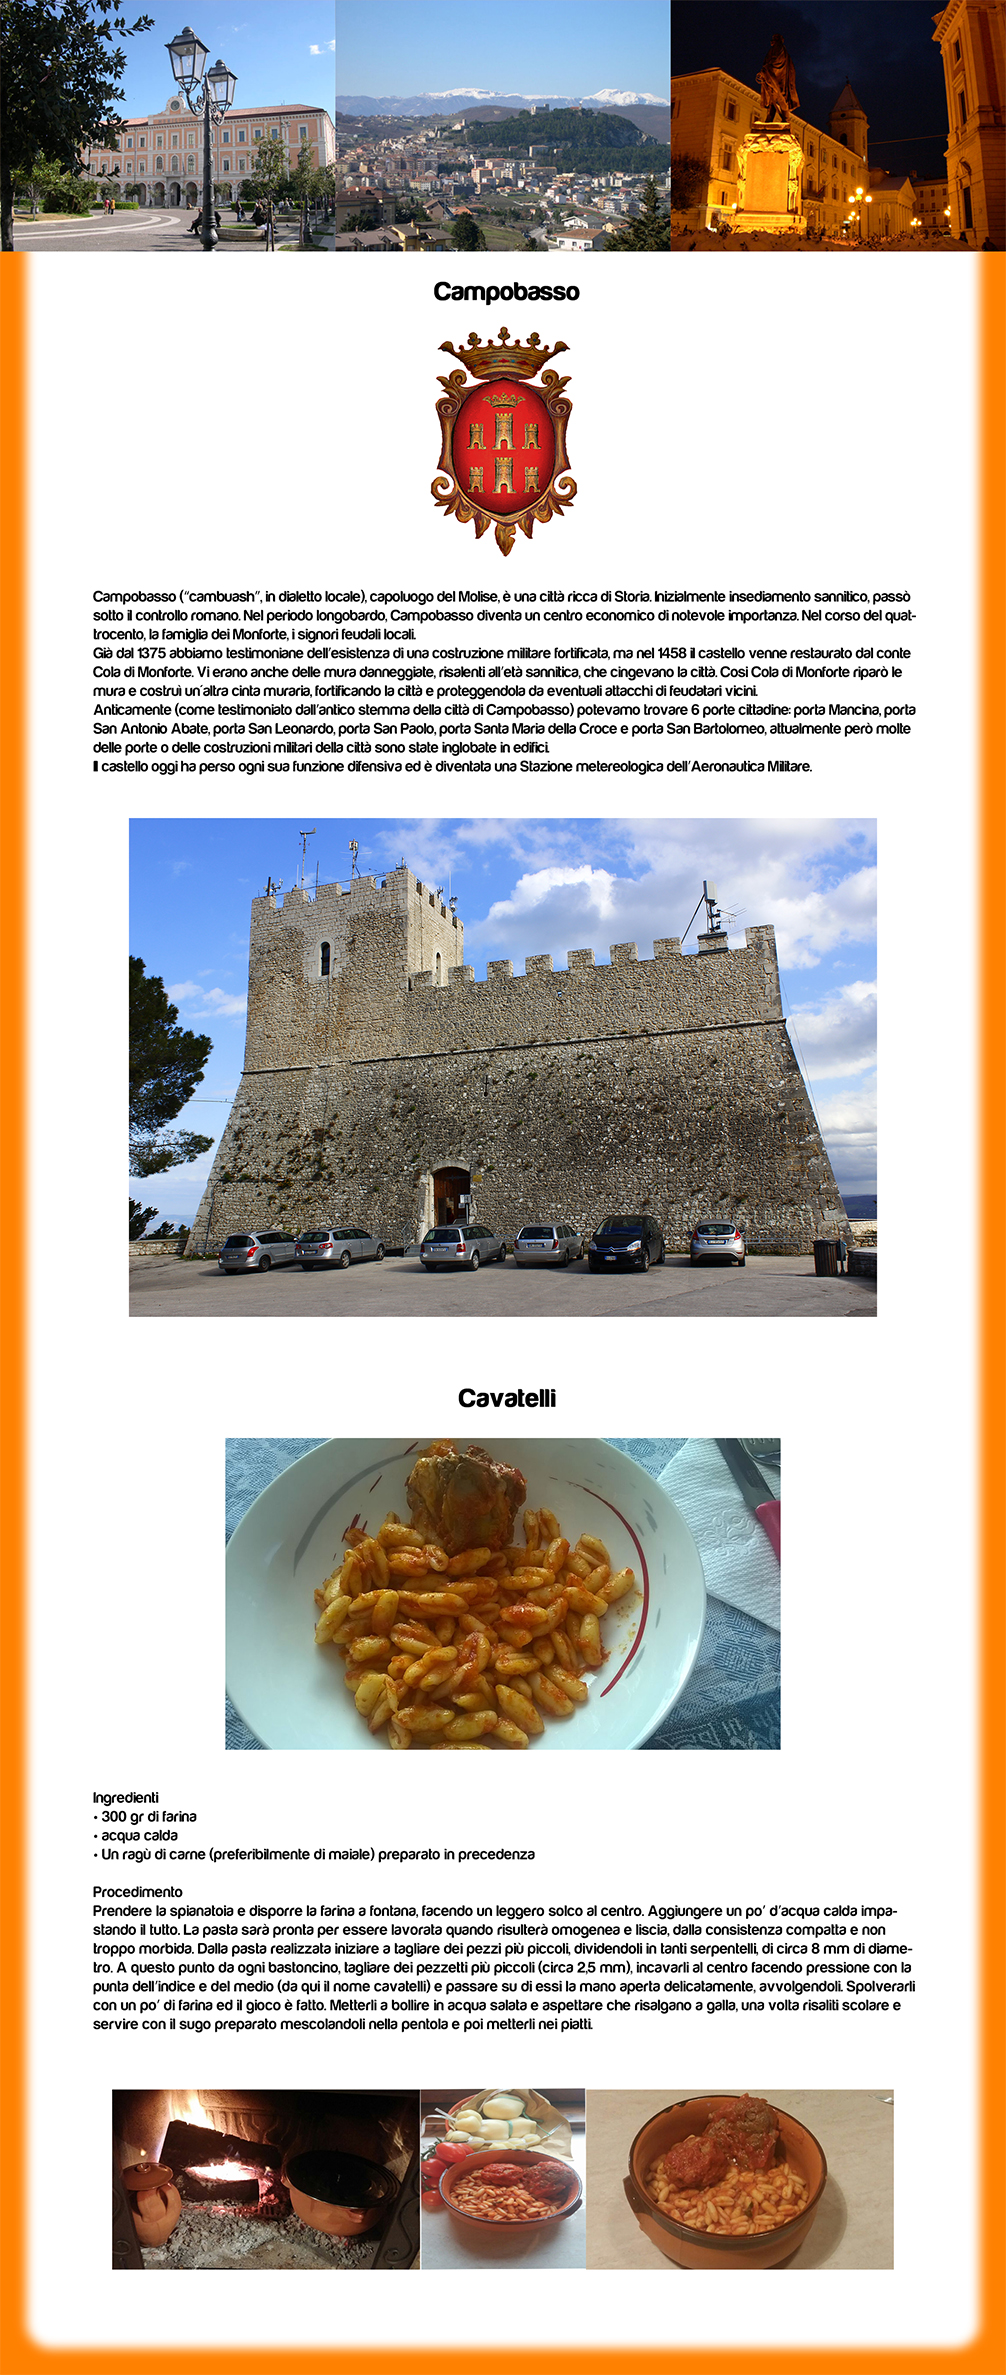 Campobasso
Campobasso ("cambuash", in dialetto locale), capoluogo del Molise, è una città ricca di Storia. Inizialmente insediamento sannitico, passò
sotto il controllo romano. Nel periodo longobardo, Campobasso diventa un centro economico di notevole importanza. Nel corso del quat-
trocento, la famiglia dei Monforte, i signori feudali locali.
Già dal 1375 abbiamo testimoniane dell'esistenza di una costruzione militare fortificata, ma nel 1458 il castello venne restaurato dal conte
Cola di Monforte. Vi erano anche delle mura danneggiate, risalenti all'età sannitica, che cingevano la città. Cosi Cola di Monforte riparò le
mura e costruì un'altra cinta muraria, fortificando la città e proteggendola da eventuali attacchi di feudatari vicini.
Anticamente (come testimoniato dall'antico stemma della città di Campobasso) potevamo trovare 6 porte cittadine: porta Mancina, porta
San Antonio Abate, porta San Leonardo, porta San Paolo, porta Santa Maria della Croce e porta San Bartolomeo, attualmente però molte
delle porte o delle costruzioni militari della città sono state inglobate in edifici.
Il castello oggi ha perso ogni sua funzione difensiva ed è diventata una Stazione metereologica dell'Aeronautica Militare.
Cavatelli
Ingredienti
• 300 gr di farina
• acqua calda
• Un ragù di carne (preferibilmente di maiale) preparato in precedenza
Procedimento
Prendere la spianatoia e disporre la farina a fontana, facendo un leggero solco al centro. Aggiungere un po' d'acqua calda impa-
stando il tutto. La pasta sarà pronta per essere lavorata quando risulterà omogenea e liscia, dalla consistenza compatta e non
troppo morbida. Dalla pasta realizzata iniziare a tagliare dei pezzi più piccoli, dividendoli in tanti serpentelli, di circa 8 mm di diame-
tro. A questo punto da ogni bastoncino, tagliare dei pezzetti più piccoli (circa 2,5 mm), incavarli al centro facendo pressione con la
punta dell'indice e del medio (da qui il nome cavatelli) e passare su di essi la mano aperta delicatamente, avvolgendoli. Spolverarli
con un po' di farina ed il gioco è fatto. Metterli a bollire in acqua salata e aspettare che risalgano a galla, una volta risaliti scolare e
servire con il sugo preparato mescolandoli nella pentola e poi metterli nei piatti.